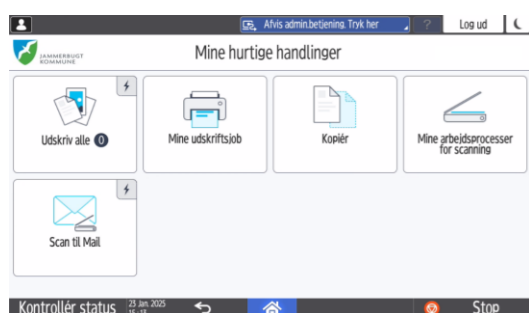 Afvis admin.betjening. Tryk her
?
Log ud
JAMMERBUGT
KOMMUNE
Mine hurtige handlinger
Udskriv alle 0
Mine udskriftsjob
Kopiér
Mine arbejdsprocesser
for scanning
Scan til Mail
Kontrollér status
23 Jan. 2025
Stop